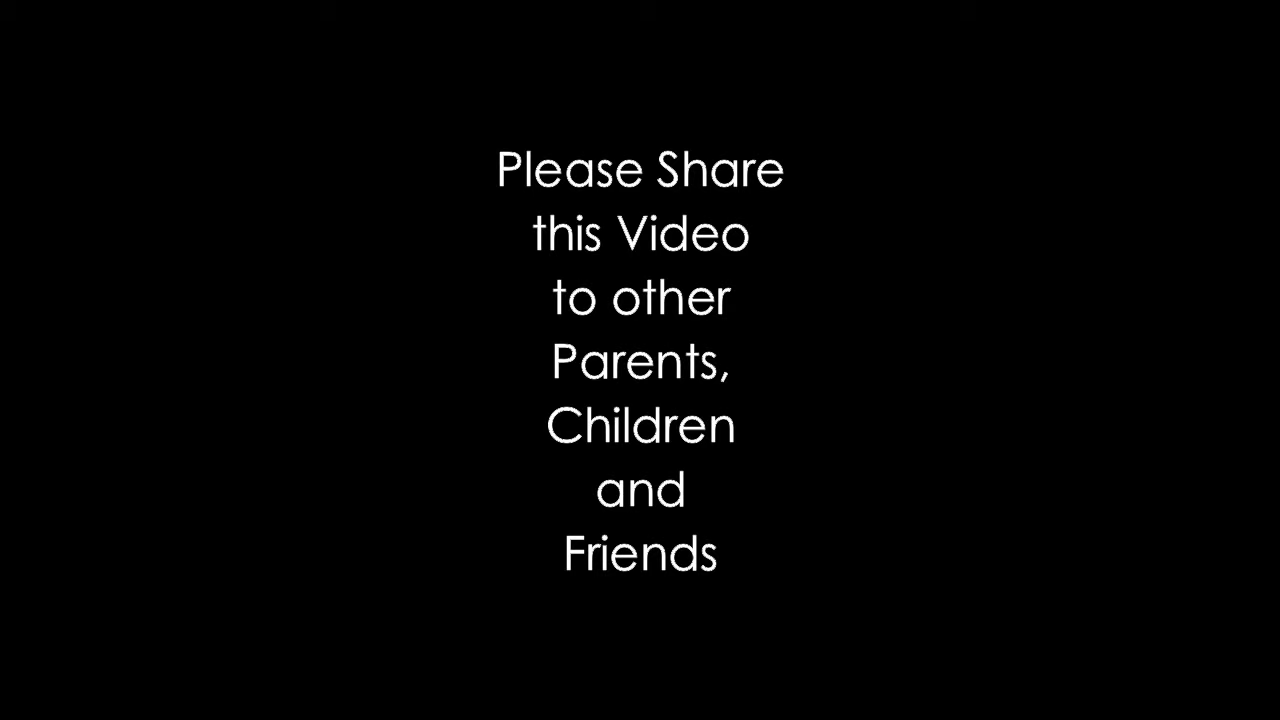 Please Share
this Video
to other
Parents,
Children
and
Friends